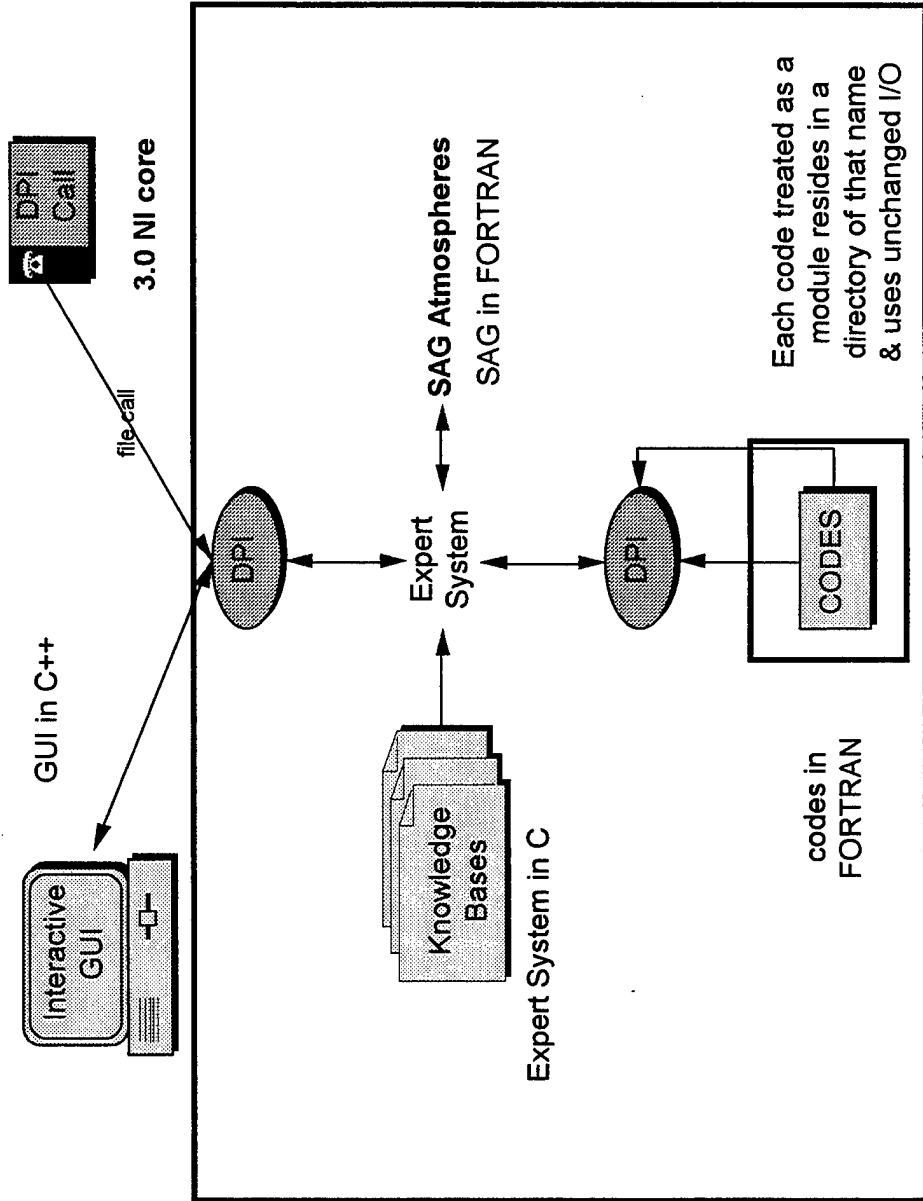 Interactive
GUI
GUI in C++
DPI
Call
file call
3.0 NI core
DPI
Knowledge
Bases
Expert System in C
Expert
System
SAG Atmospheres
SAG in FORTRAN
DPI
codes in
FORTRAN
CODES
Each code treated as a
module resides in a
directory of that name
& uses unchanged I/O